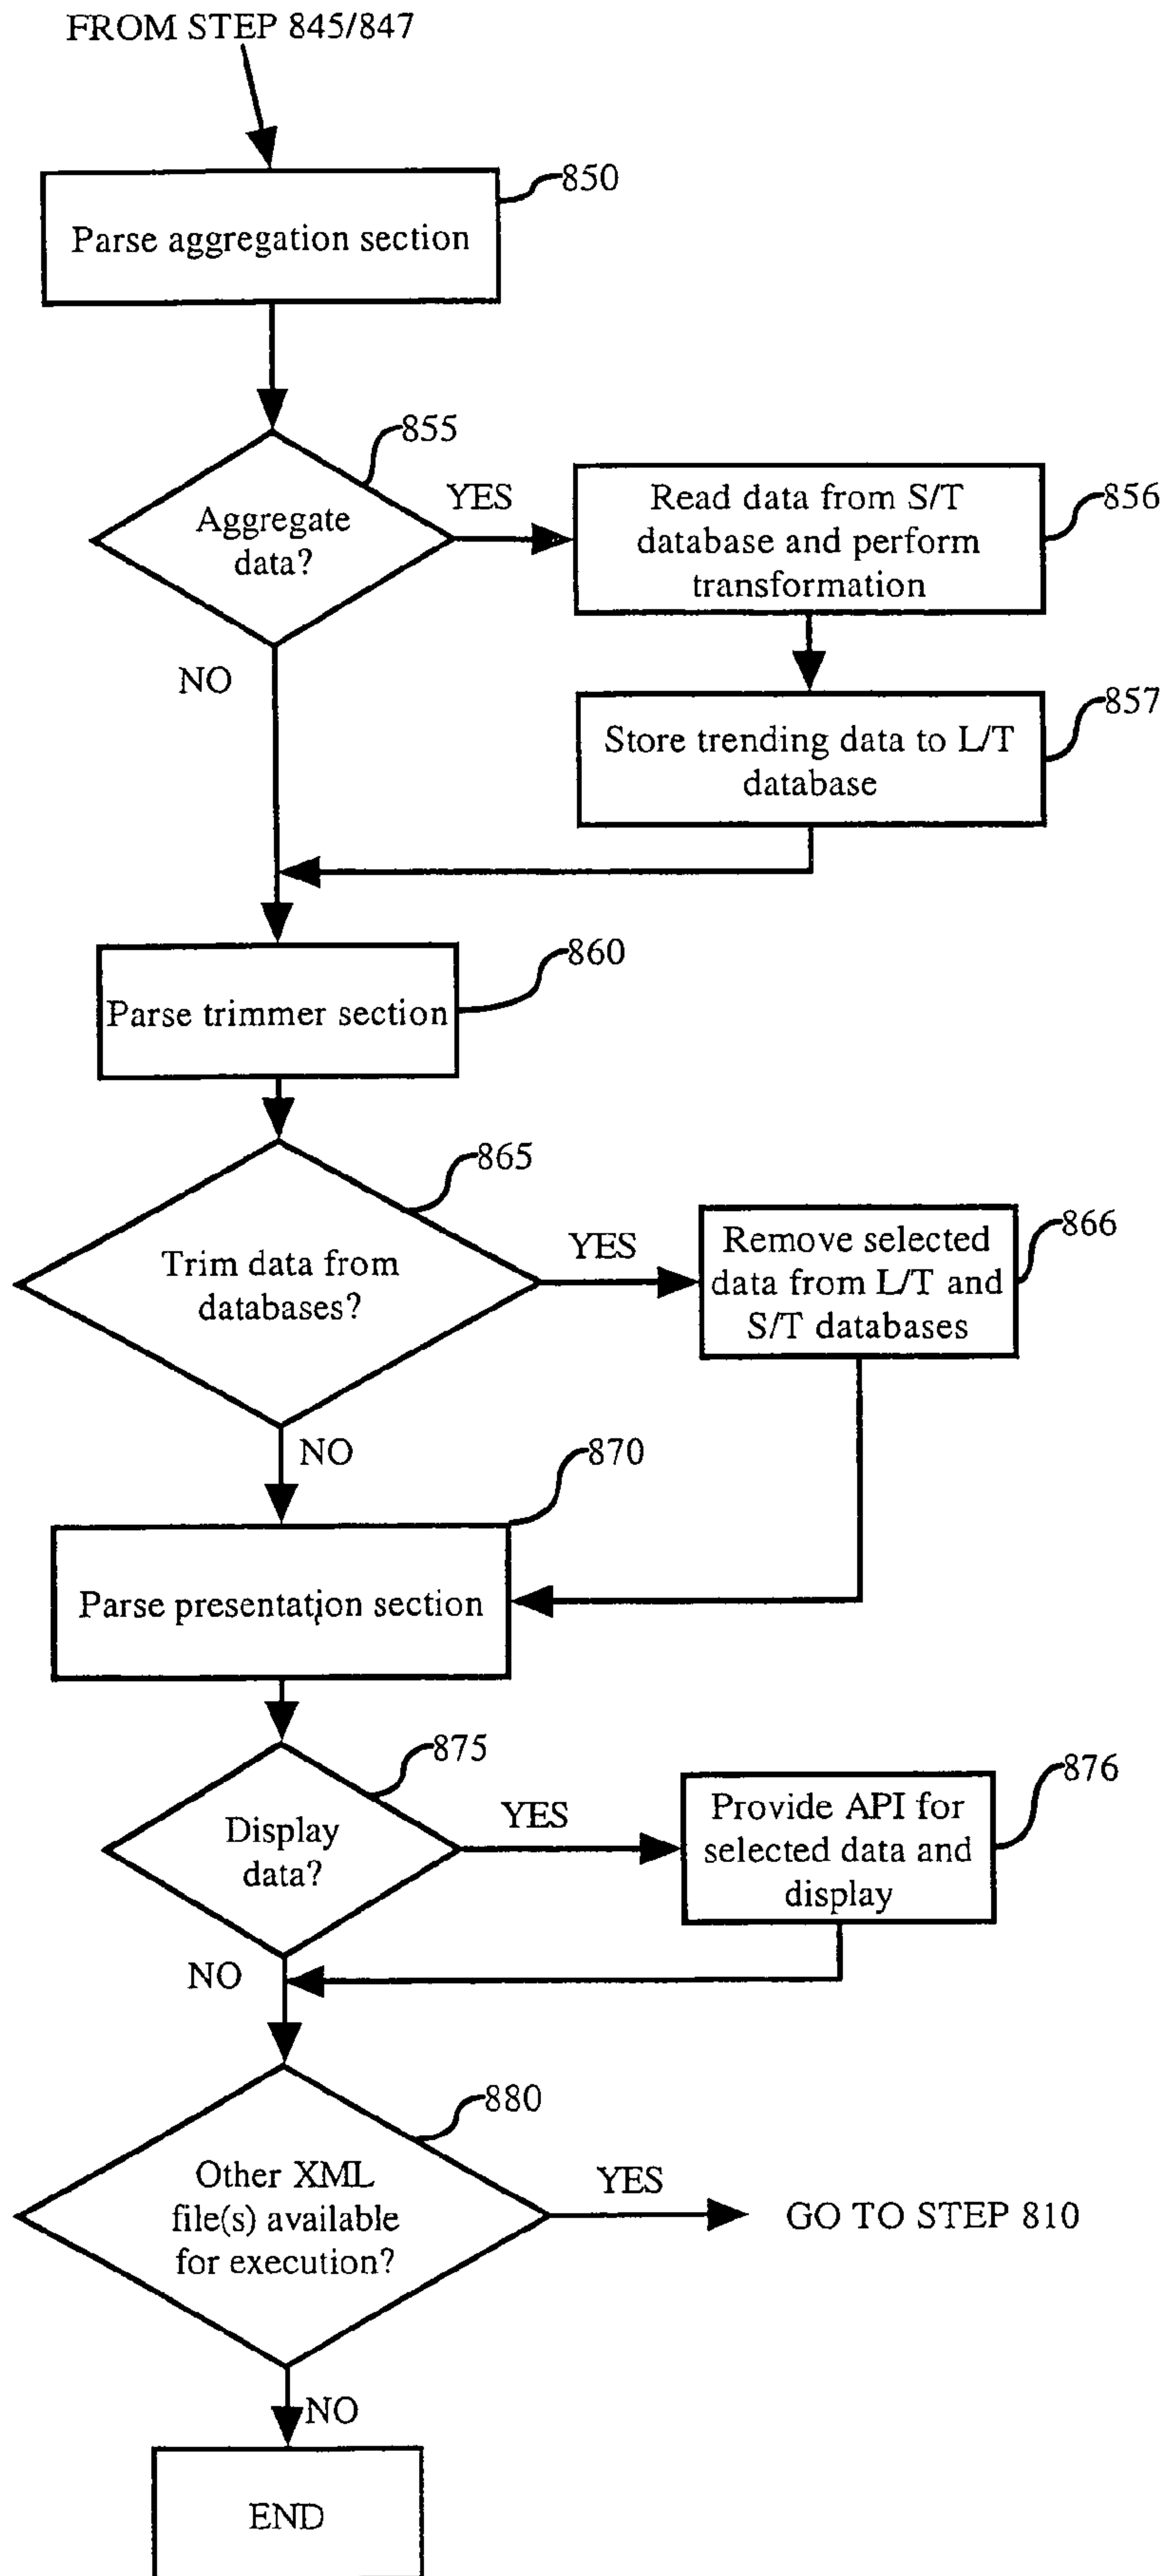 FROM STEP 845/847
850
Parse aggregation section
855
Aggregate
data?
YES
Read data from S/T
database and perform
transformation
856
NO
Store trending data to L/T
database
857
860
Parse trimmer section
865
Trim data from
databases?
YES
Remove selected
data from L/T and
S/T databases
866
NO
870
Parse presentation section
875
Display
data?
YES
Provide API for
selected data and
display
876
NO
880
Other XML
file(s) available
for execution?
YES
GO TO STEP 810
NO
END